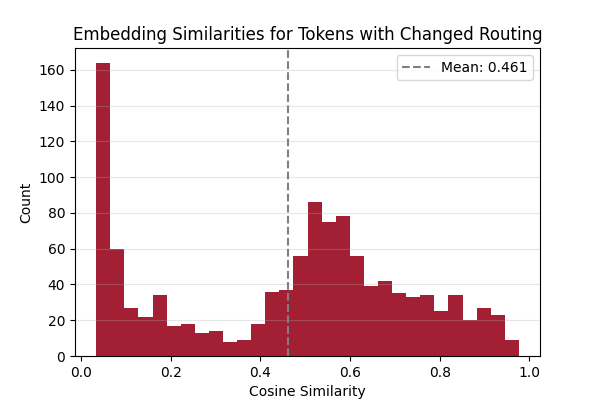 Embedding Similarities for Tokens with Changed Routing
Mean: 0.461
160
140
120
100
80
60
40
20
0
Count
0.0 0.2 0.4 0.6 0.8 1.0
Cosine Similarity